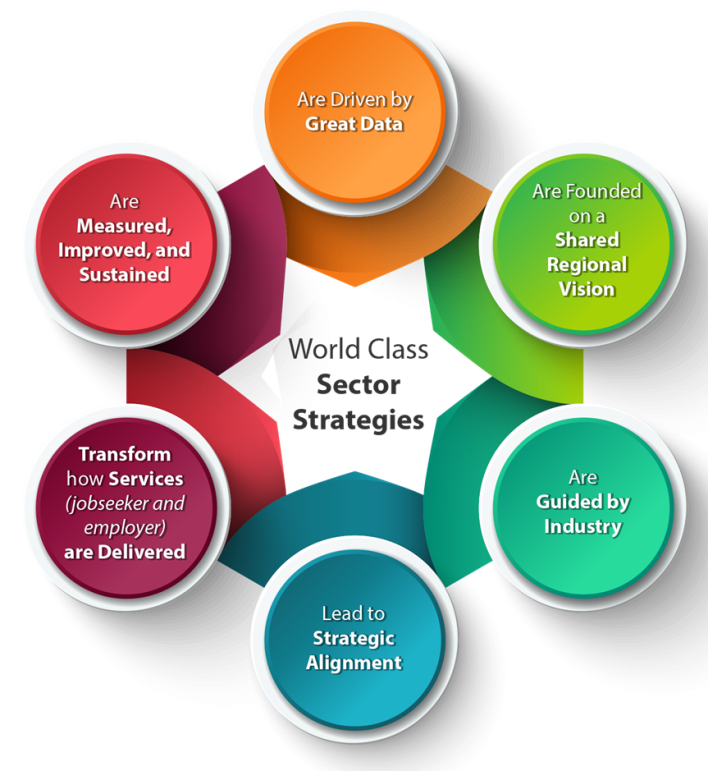 Are Driven by
Great Data
Are Founded
on a
Shared
Regional
Vision
Are
Guided by
Industry
Lead to
Strategic
Alignment
Transform
how Services
(jobseeker and
employer)
are Delivered
Are
Measured,
Improved, and
Sustained
World Class
Sector
Strategies